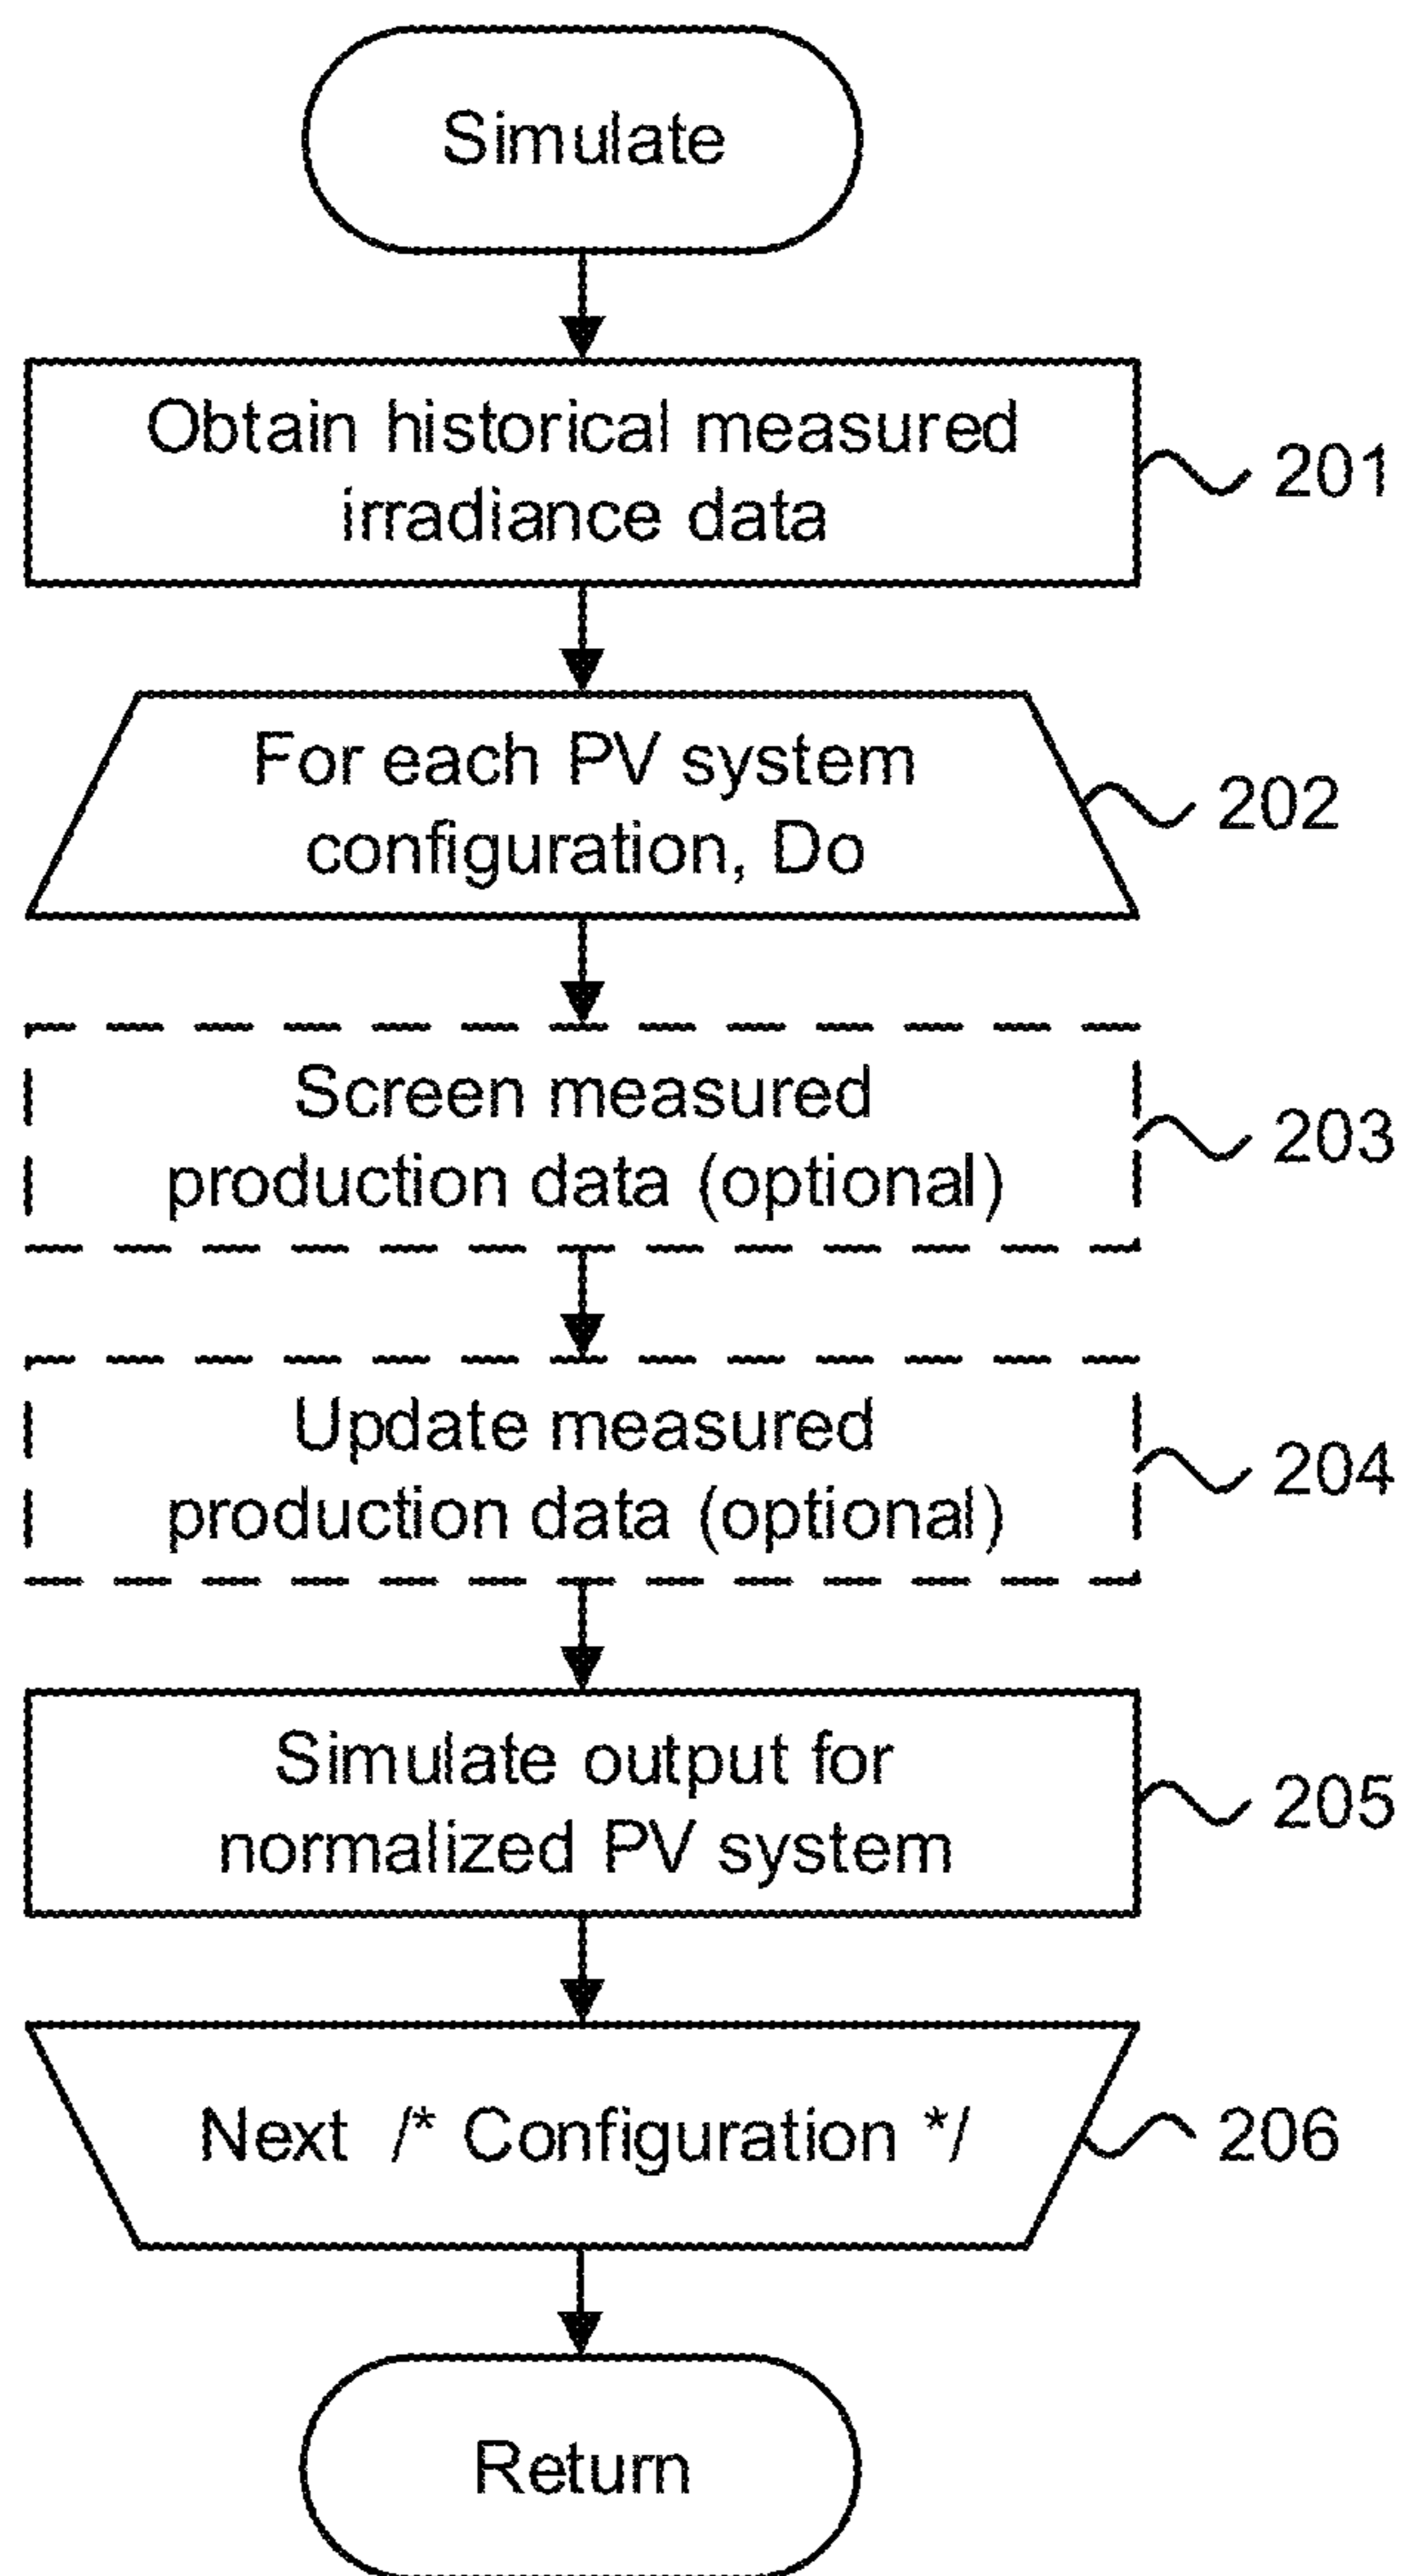 Simulate
Obtain historical measured
irradiance data
201
For each PV system
configuration, Do
202
Screen measured
production data (optional)
203
Update measured
production data (optional)
204
Simulate output for
normalized PV system
205
Next /* Configuration */
206
Return